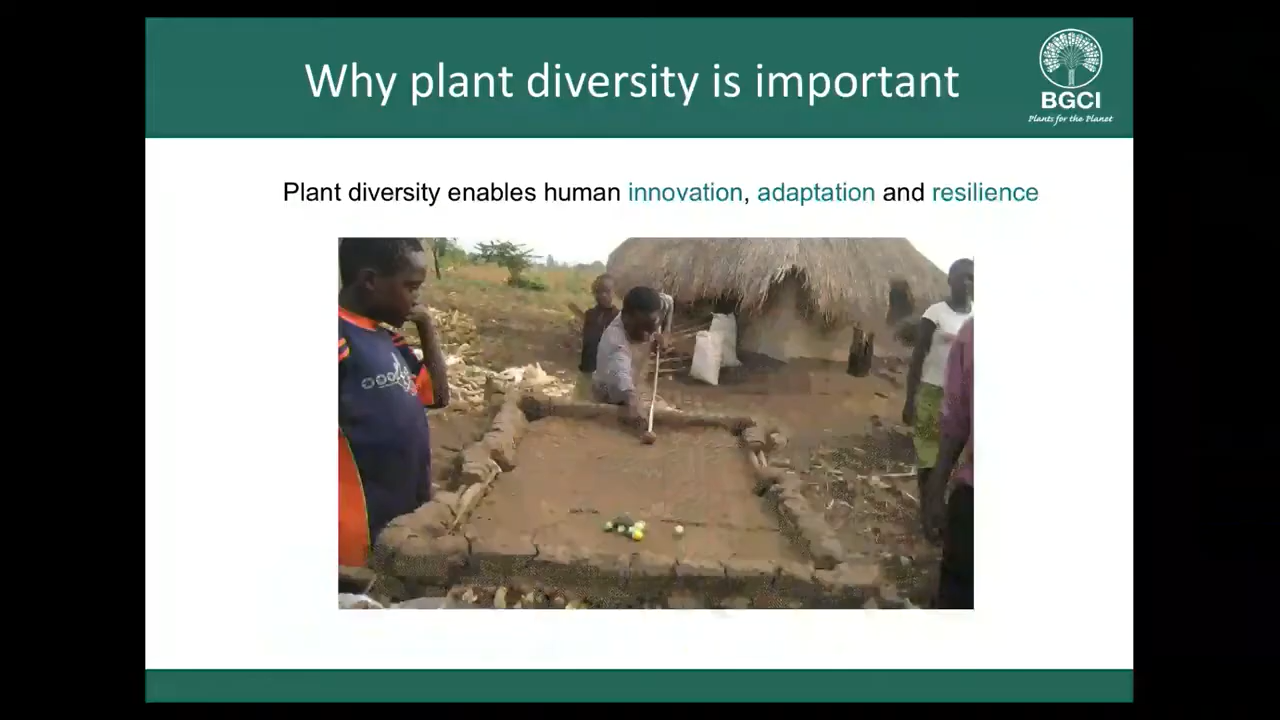 Why plant diversity is important
BGCI
Plants for the Planet
Plant diversity enables human innovation, adaptation and resilience